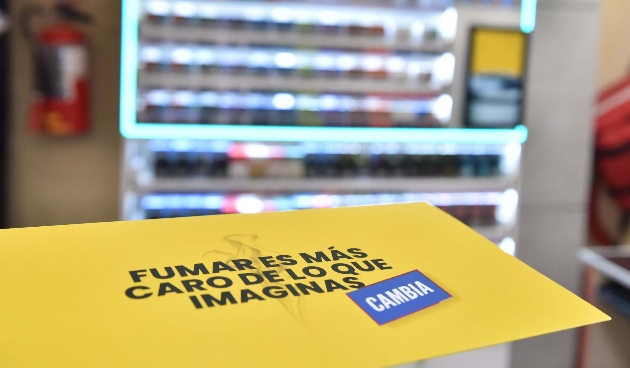 FUMAR ES MÁS
CARO DE LO QUE
IMAGINAS
CAMBIA